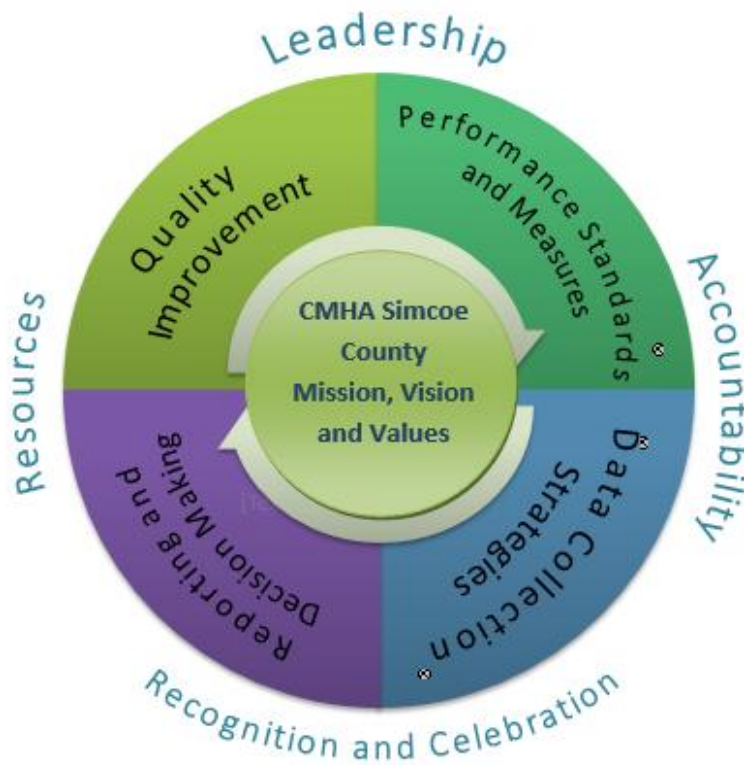 Leadership
Quality
Improvement
Performance Standards
and Measures
Resources
Accountability
CMHA Simcoe
County
Mission, Vision
and Values
Reporting and
Decision Making
Data Collection
Strategies
Recognition and Celebration